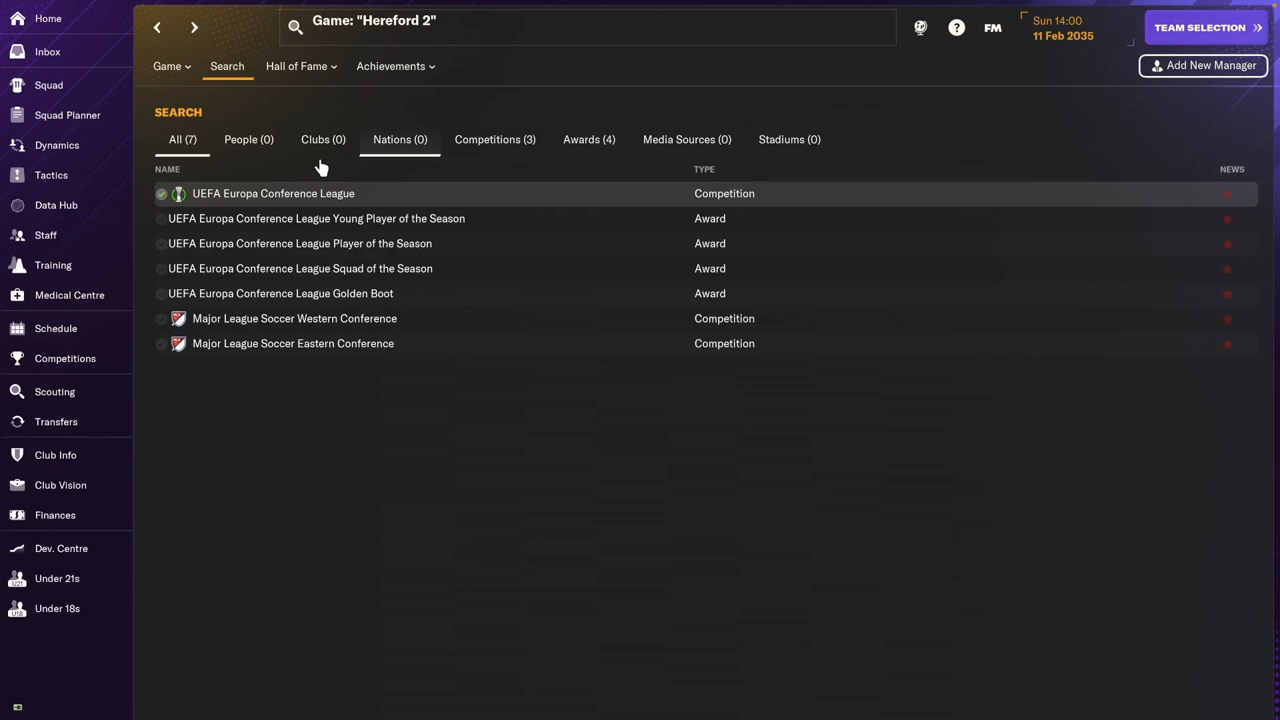 Home
Inbox
Squad
Squad Planner
Dynamics
Tactics
Data Hub
Staff
Training
Medical Centre
Schedule
Competitions
Scouting
Transfers
Club Info
Club Vision
Finances
Dev. Centre
U21 Under 21s
U18 Under 18s
Game: "Hereford 2"
? FM
Sun 14:00
11 Feb 2035
TEAM SELECTION
Game Search Hall of Fame Achievements
Add New Manager
SEARCH
All (7) People (0) Clubs (0) Nations (0) Competitions (3) Awards (4) Media Sources (0) Stadiums (0)
NAME TYPE NEWS
UEFA Europa Conference League Competition
UEFA Europa Conference League Young Player of the Season Award
UEFA Europa Conference League Player of the Season Award
UEFA Europa Conference League Squad of the Season Award
UEFA Europa Conference League Golden Boot Award
Major League Soccer Western Conference Competition
Major League Soccer Eastern Conference Competition